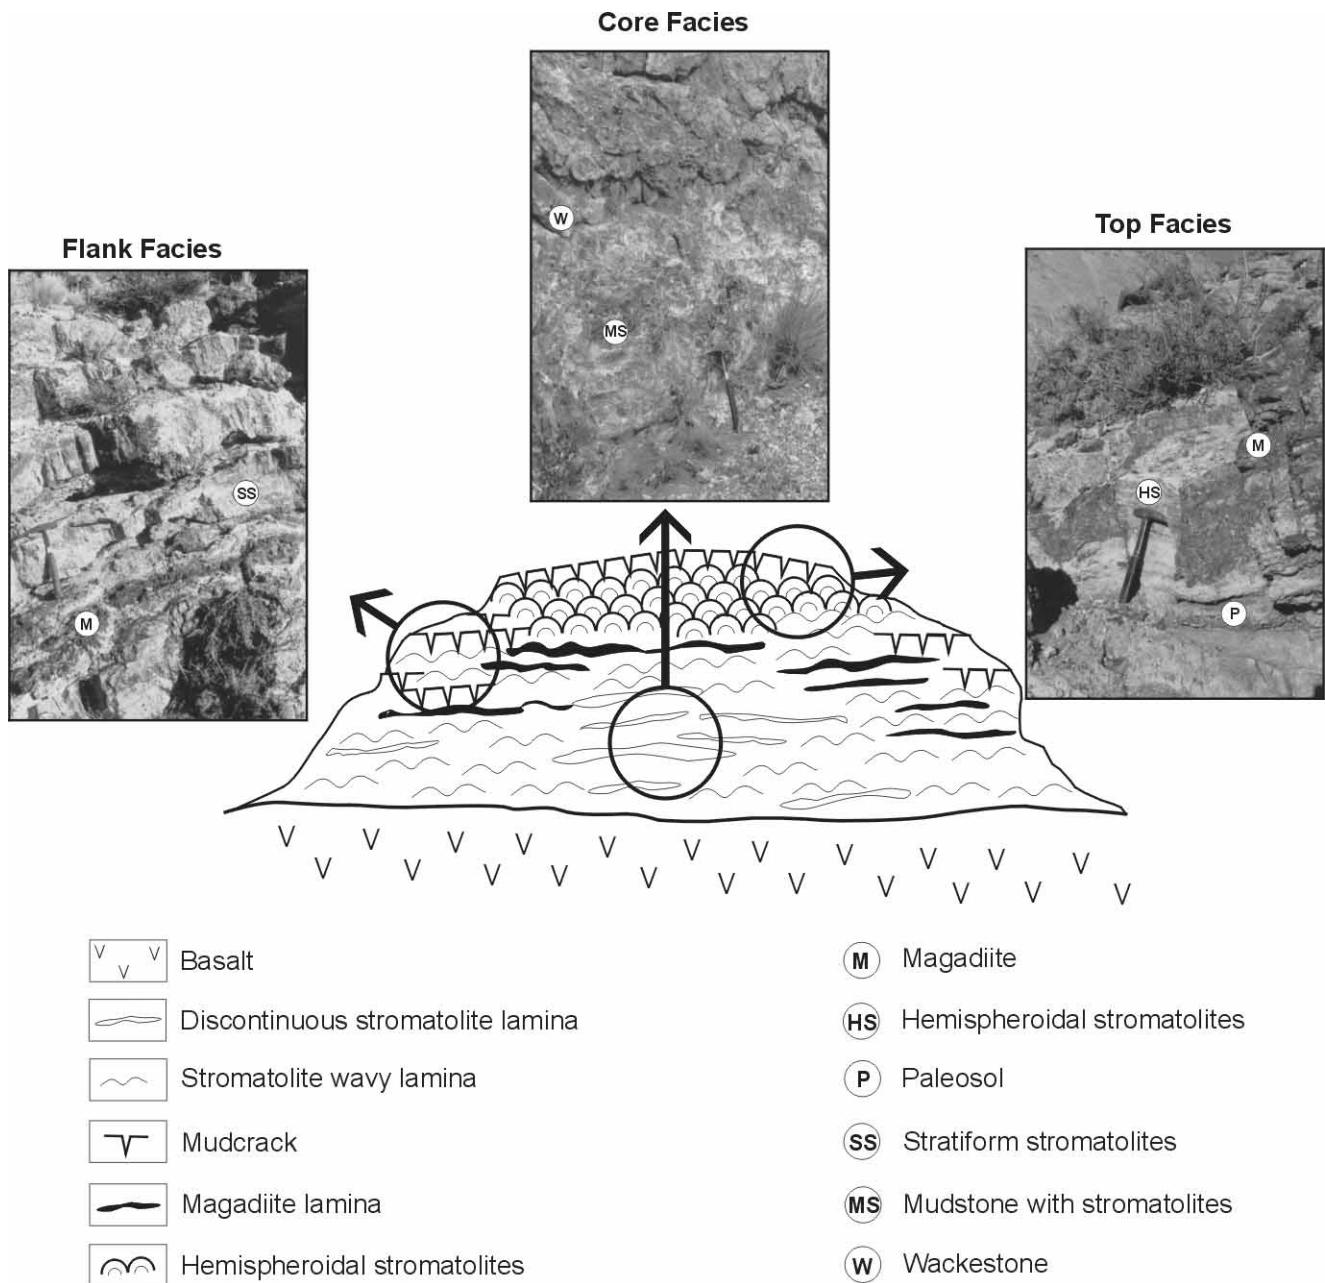 Core Facies
Top Facies
Flank Facies
W
MS
M
HS
P
SS
M
Basalt
Discontinuous stromatolite lamina
Stromatolite wavy lamina
Mudcrack
Magadiite lamina
Hemispheroidal stromatolites
M Magadiite
HS Hemispheroidal stromatolites
P Paleosol
SS Stratiform stromatolites
MS Mudstone with stromatolites
W Wackestone